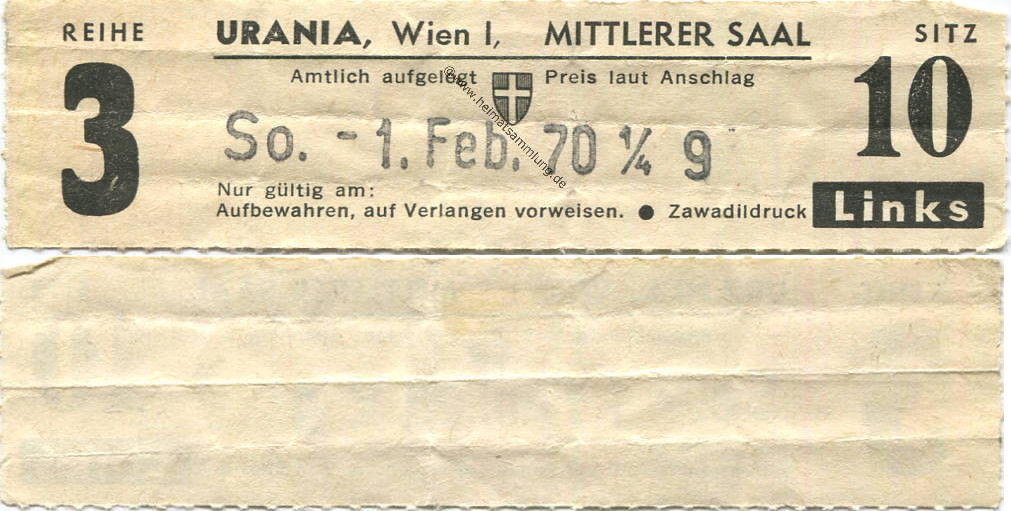 REIHE URANIA, Wien I, MITTLERER SAAL SITZ
3 Amtlich aufgelegt Preis laut Anschlag 10
So. - 1. Feb. 70 ¼ 9
Nur gültig am:
Aufbewahren, auf Verlangen vorweisen. ● Zawadildruck Links
@www.heimatsammlung.de